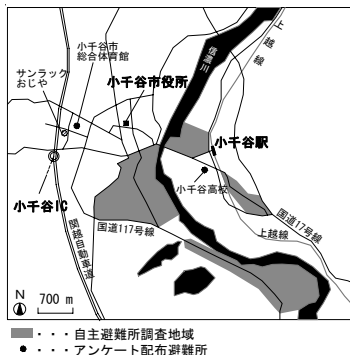 小千谷市
総合体育館
サンラック
おじや
小千谷市役所
信濃川
上越線
小千谷駅
小千谷高校
小千谷IC
関越自動車道
国道117号線
国道17号線
上越線
N
700 m
・・・自主避難所調査地域
・・・アンケート配布避難所